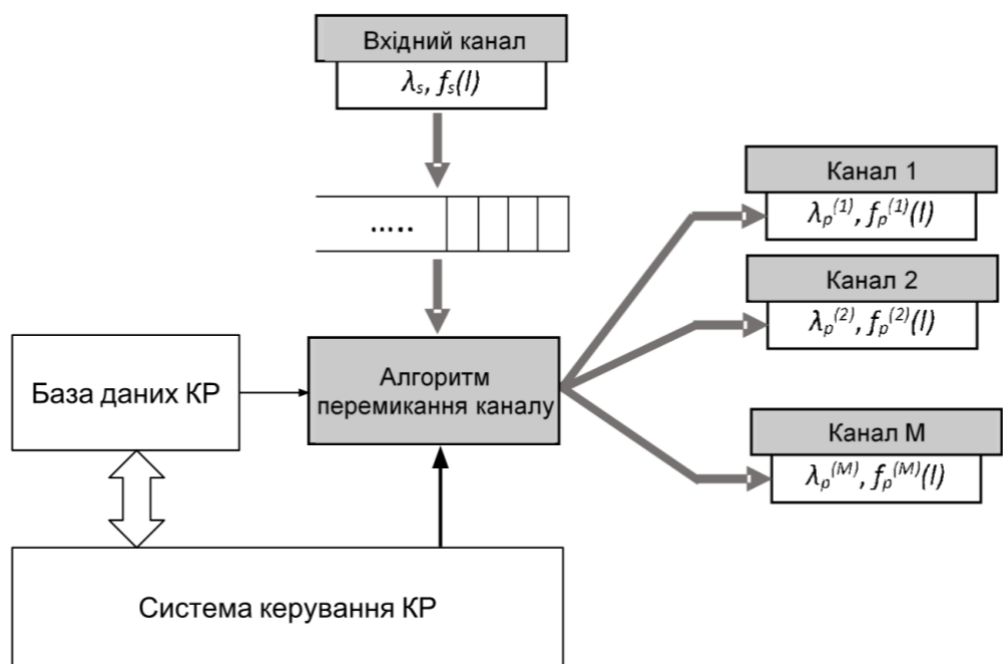 Вхідний канал
λₛ, fₛ(l)
.....
Канал 1
λₚ⁽¹⁾, fₚ⁽¹⁾(l)
Канал 2
λₚ⁽²⁾, fₚ⁽²⁾(l)
База даних КР
Алгоритм
перемикання каналу
Канал M
λₚ⁽ᴹ⁾, fₚ⁽ᴹ⁾(l)
Система керування КР